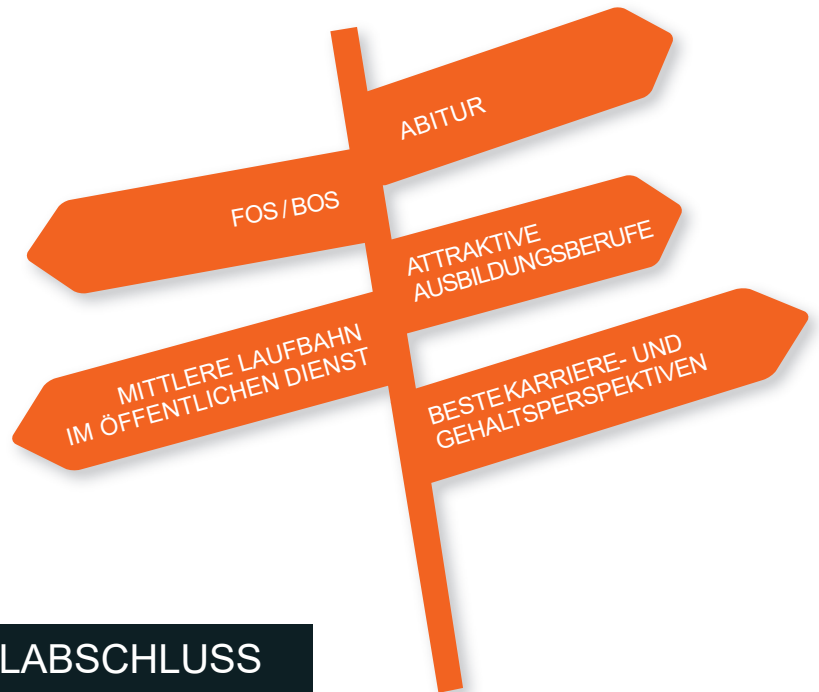 ABITUR
FOS / BOS
ATTRAKTIVE
AUSBILDUNGSBERUFE
MITTLERE LAUFBAHN
IM ÖFFENTLICHEN DIENST
BESTE KARRIERE- UND
GEHALTSPERSPEKTIVEN
LABSCHLUSS